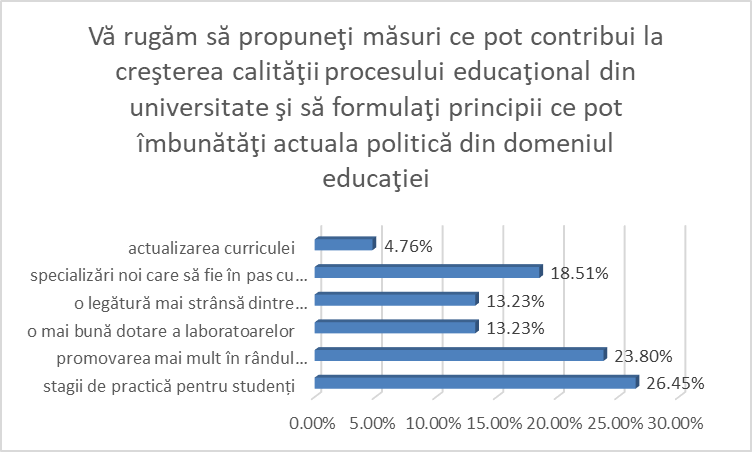 Vă rugăm să propuneţi măsuri ce pot contribui la
creşterea calităţii procesului educaţional din
universitate şi să formulaţi principii ce pot
îmbunătăţi actuala politică din domeniul
educaţiei
actualizarea curriculei 4.76%
specializări noi care să fie în pas cu… 18.51%
o legătură mai strânsă dintre… 13.23%
o mai bună dotare a laboratoarelor 13.23%
promovarea mai mult în rândul… 23.80%
stagii de practică pentru studenți 26.45%
0.00% 5.00% 10.00% 15.00% 20.00% 25.00% 30.00%